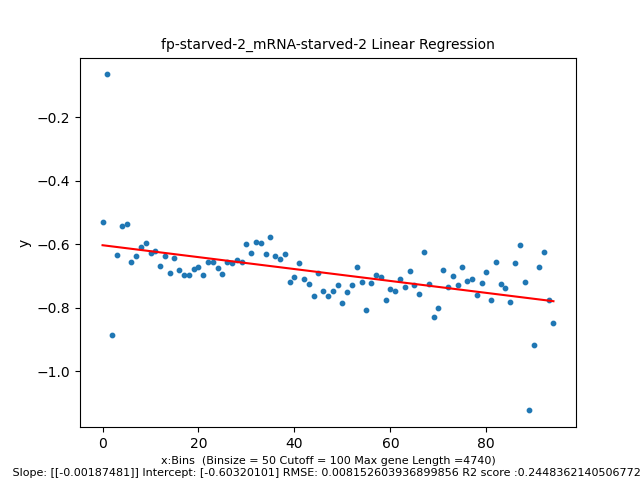 fp-starved-2_mRNA-starved-2 Linear Regression
−0.2
−0.4
−0.6
−0.8
−1.0
y
0 20 40 60 80
x:Bins (Binsize = 50 Cutoff = 100 Max gene Length =4740)
Slope: [[-0.00187481]] Intercept: [-0.60320101] RMSE: 0.008152603936899856 R2 score :0.2448362140506772